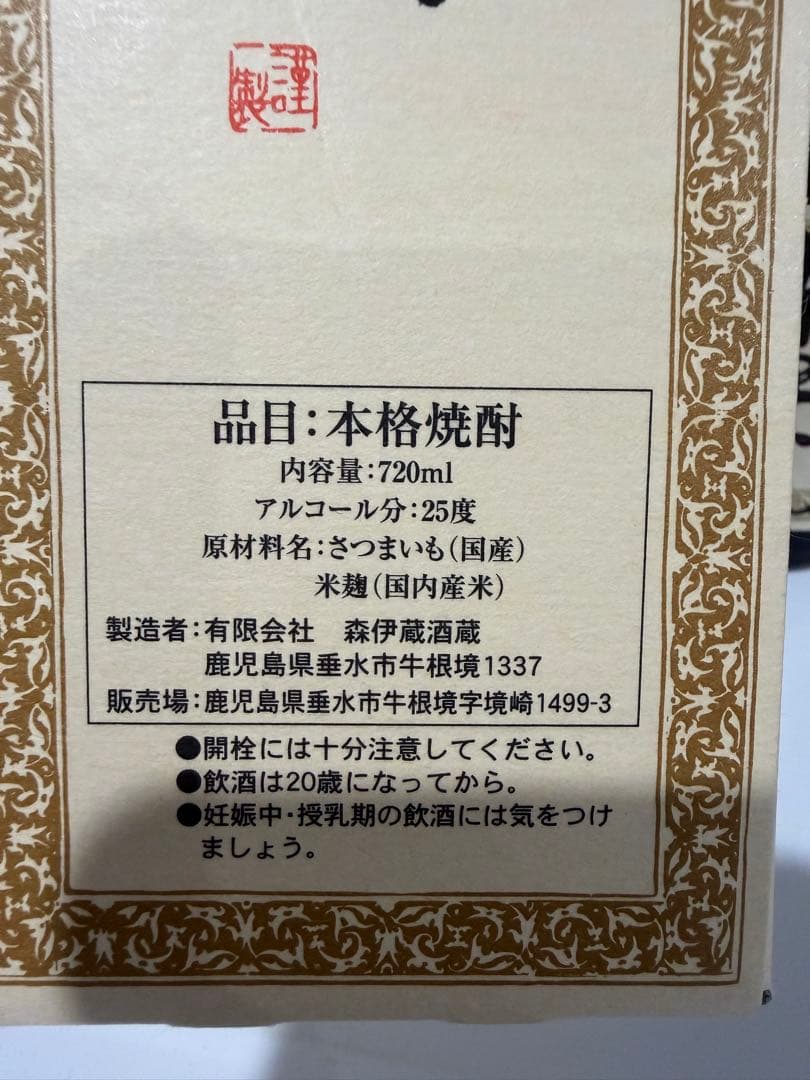 謹製
品目：本格焼酎
内容量：720ml
アルコール分：25度
原材料名：さつまいも（国産）
米麹（国内産米）
製造者：有限会社　森伊蔵酒蔵
鹿児島県垂水市牛根境1337
販売場：鹿児島県垂水市牛根境字境崎1499-3
●開栓には十分注意してください。
●飲酒は20歳になってから。
●妊娠中・授乳期の飲酒には気をつけ
ましょう。